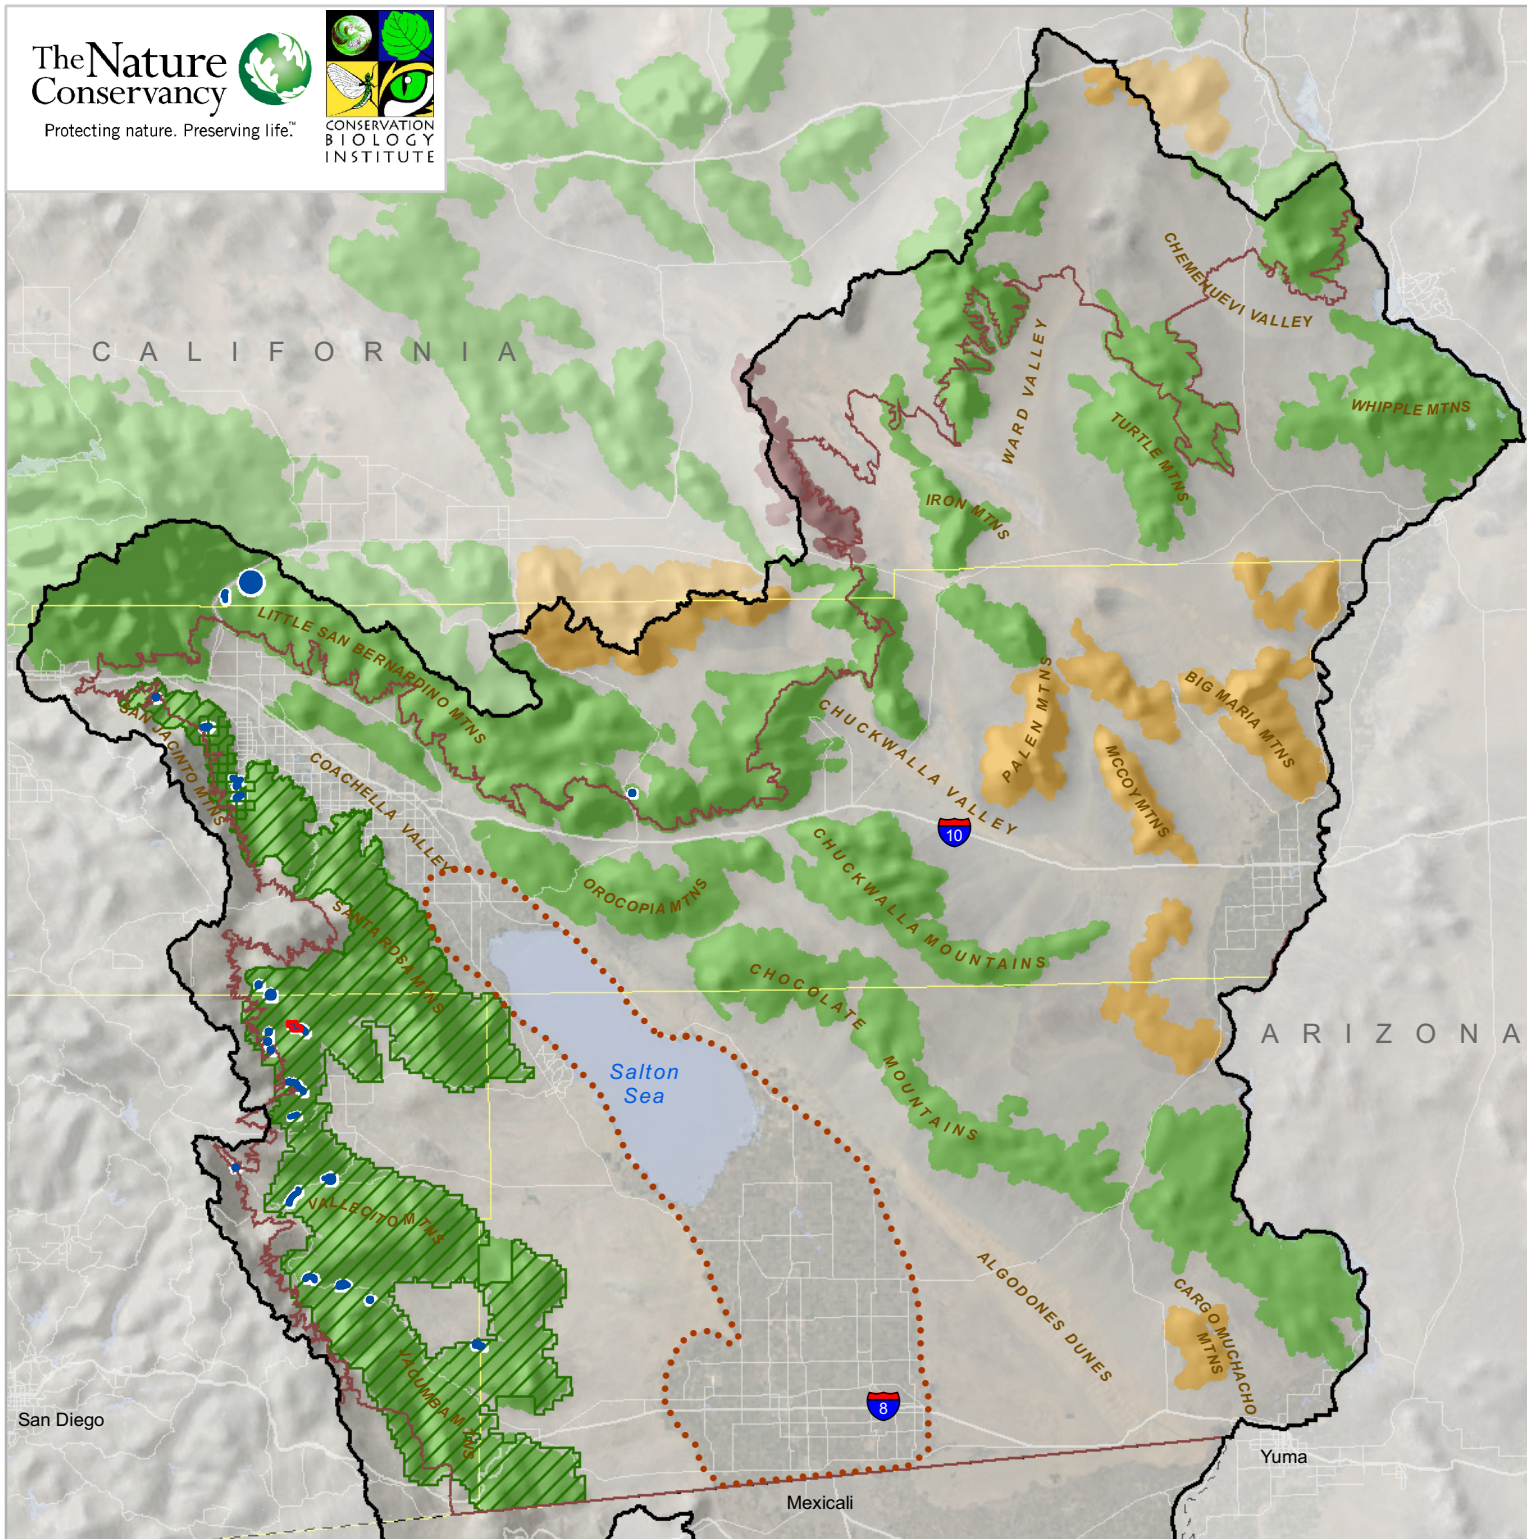 The Nature
Conservancy
Protecting nature. Preserving life.™
CONSERVATION
BIOLOGY
INSTITUTE
CALIFORNIA
CHEMEHUEVI VALLEY
WARD VALLEY
WHIPPLE MTNS
TURTLE MTNS
IRON MTNS
LITTLE SAN BERNARDINO MTNS
SAN JACINTO MTNS
COACHELLA VALLEY
CHUCKWALLA VALLEY
PALEN MTNS
MCCOY MTNS
BIG MARIA MTNS
10
OROCOPIA MTNS
CHUCKWALLA MOUNTAINS
SANTA ROSA MTNS
CHOCOLATE
MOUNTAINS
ARIZONA
Salton
Sea
VALLECITO MTNS
ALGODONES DUNES
CARGO MUCHACHO
MTNS
JACUMBA MTNS
8
San Diego
Yuma
Mexicali